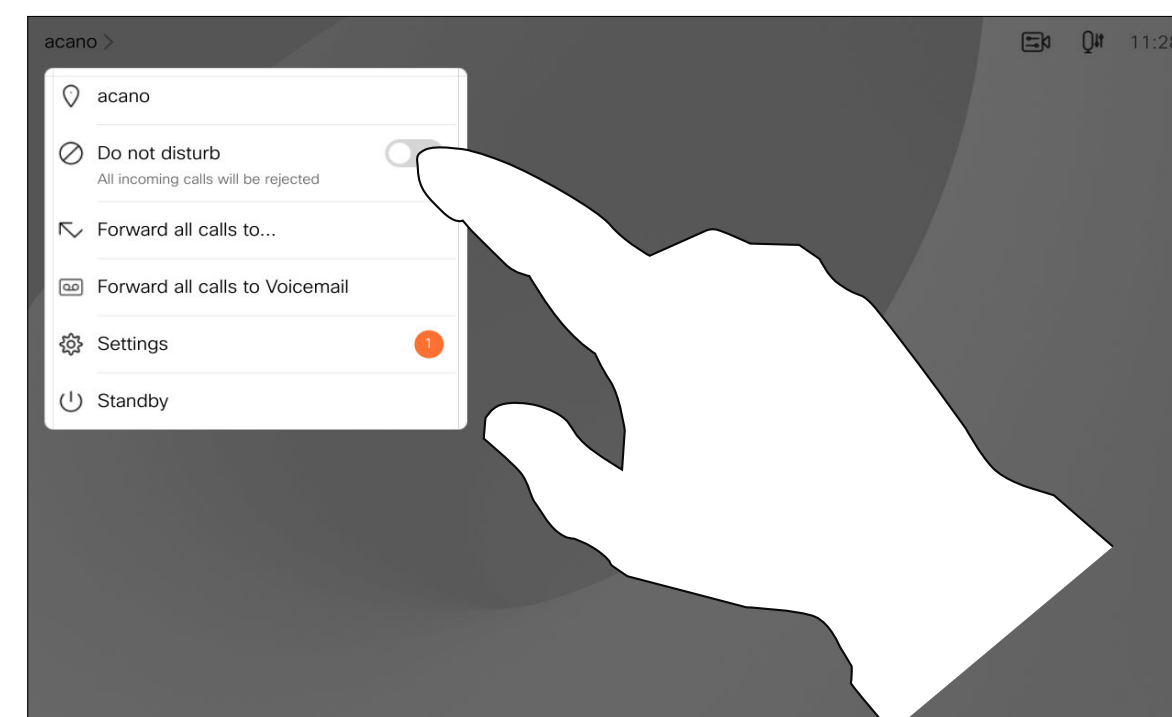 acano >
11:28
acano
Do not disturb
All incoming calls will be rejected
Forward all calls to...
Forward all calls to Voicemail
Settings
1
Standby